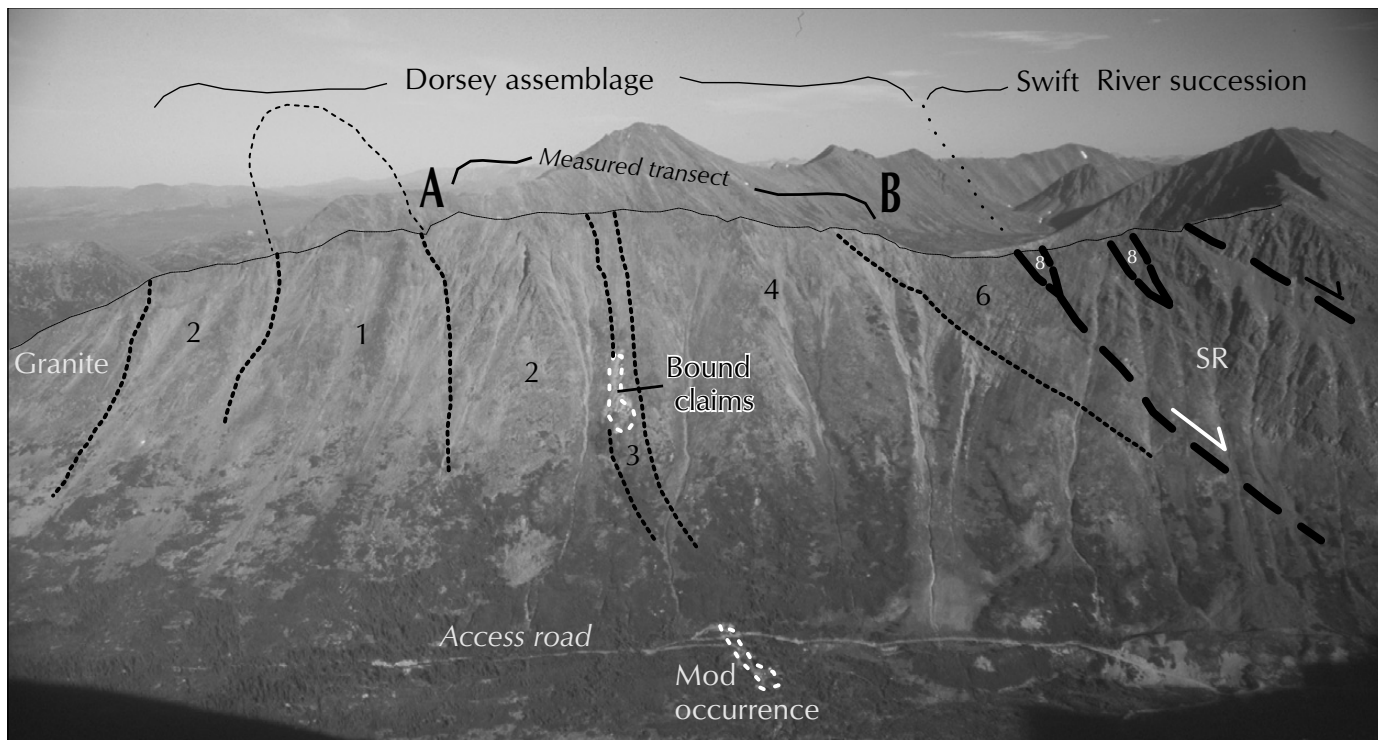 Dorsey assemblage
Swift River succession
A
Measured transect
B
8
8
4
6
2
1
2
Granite
SR
Bound
claims
3
Access road
Mod
occurrence